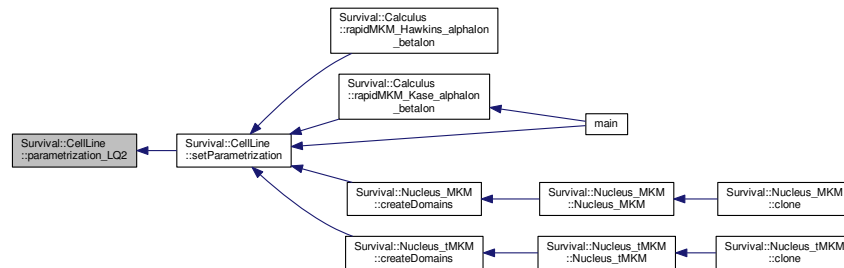 Survival::Calculus
::rapidMKM_Hawkins_alphaIon
_betaIon
Survival::Calculus
::rapidMKM_Kase_alphaIon
_betaIon
main
Survival::CellLine
::parametrization_LQ2
Survival::CellLine
::setParametrization
Survival::Nucleus_MKM
::createDomains
Survival::Nucleus_MKM
::Nucleus_MKM
Survival::Nucleus_MKM
::clone
Survival::Nucleus_tMKM
::createDomains
Survival::Nucleus_tMKM
::Nucleus_tMKM
Survival::Nucleus_tMKM
::clone